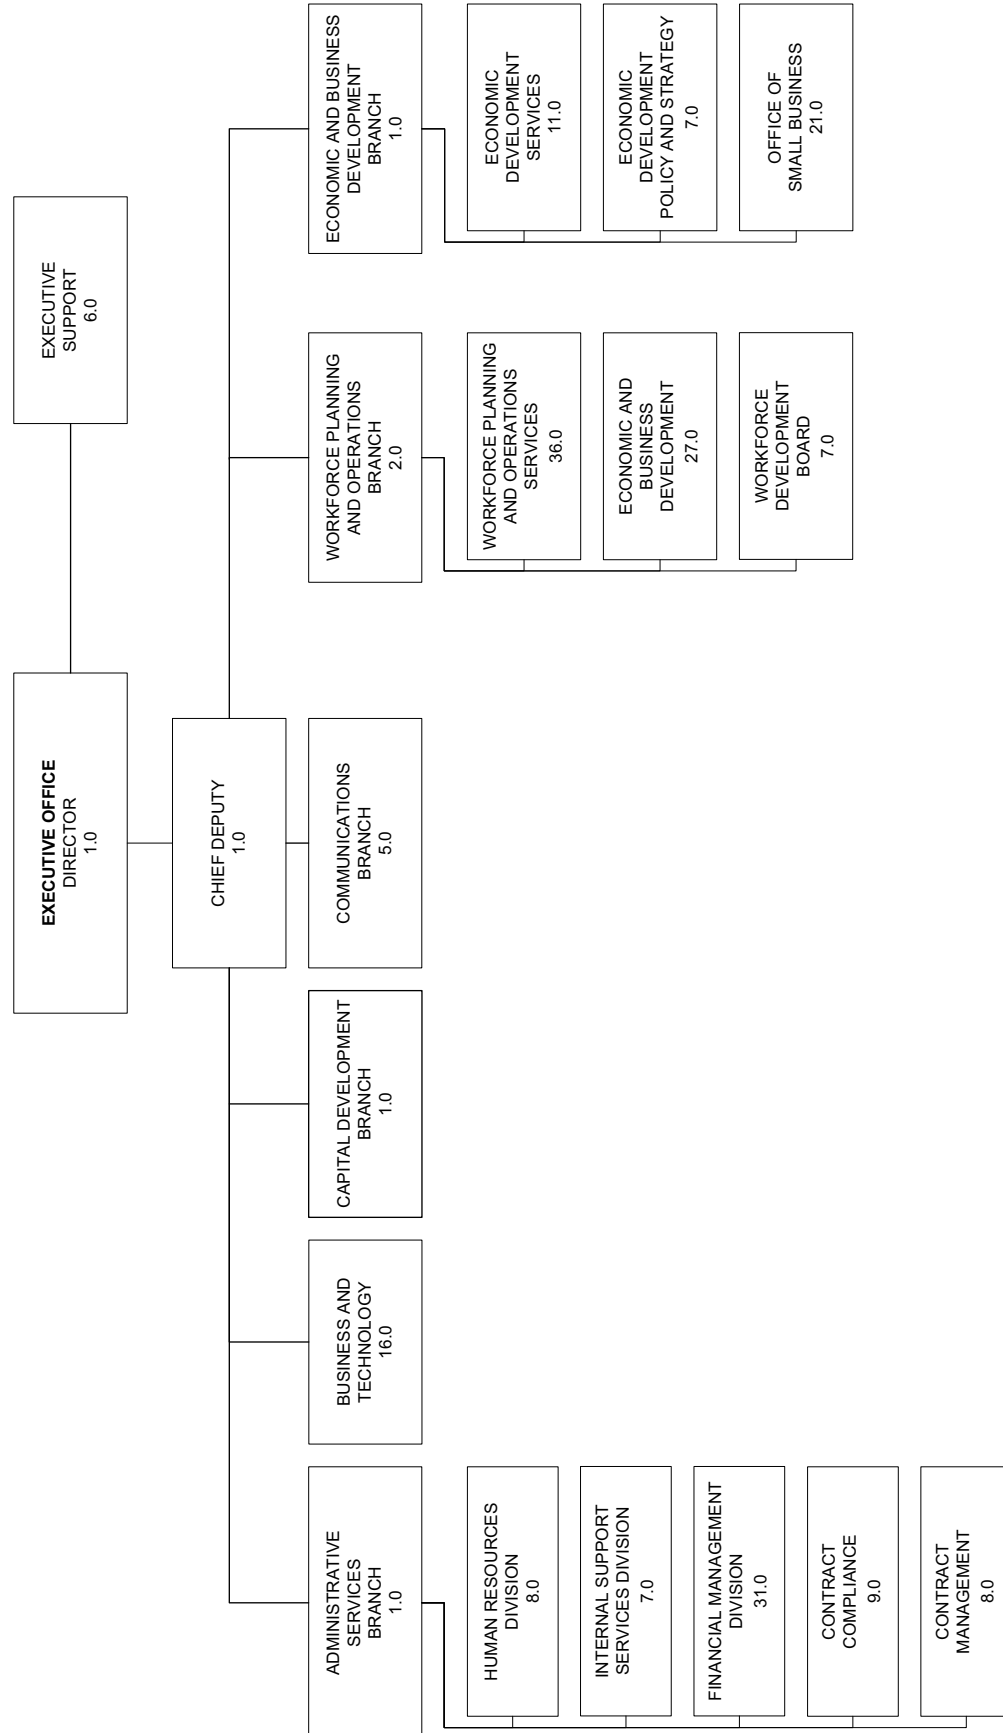 EXECUTIVE OFFICE
DIRECTOR
1.0
EXECUTIVE
SUPPORT
6.0
CHIEF DEPUTY
1.0
ADMINISTRATIVE
SERVICES
BRANCH
1.0
BUSINESS AND
TECHNOLOGY
16.0
CAPITAL DEVELOPMENT
BRANCH
1.0
COMMUNICATIONS
BRANCH
5.0
WORKFORCE PLANNING
AND OPERATIONS
BRANCH
2.0
ECONOMIC AND BUSINESS
DEVELOPMENT
BRANCH
1.0
HUMAN RESOURCES
DIVISION
8.0
INTERNAL SUPPORT
SERVICES DIVISION
7.0
FINANCIAL MANAGEMENT
DIVISION
31.0
CONTRACT
COMPLIANCE
9.0
CONTRACT
MANAGEMENT
8.0
WORKFORCE PLANNING
AND OPERATIONS
SERVICES
36.0
ECONOMIC AND
BUSINESS
DEVELOPMENT
27.0
WORKFORCE
DEVELOPMENT
BOARD
7.0
ECONOMIC
DEVELOPMENT
SERVICES
11.0
ECONOMIC
DEVELOPMENT
POLICY AND STRATEGY
7.0
OFFICE OF
SMALL BUSINESS
21.0